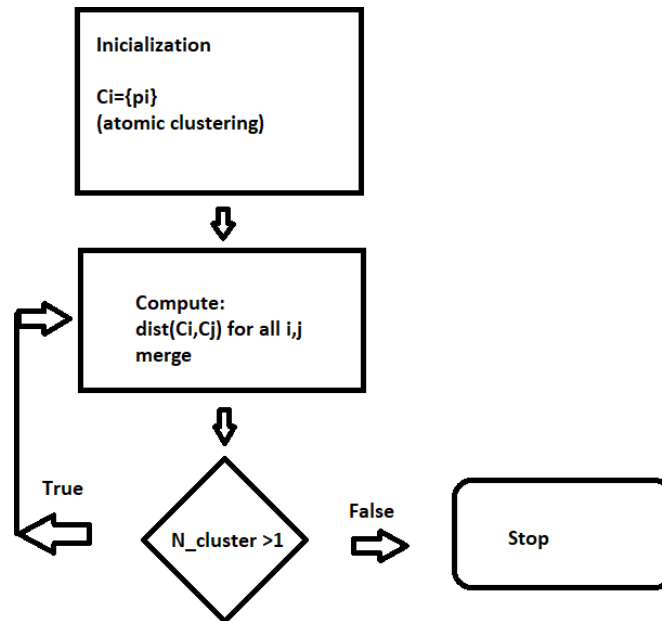 Inicialization
Ci={pi}
(atomic clustering)
Compute:
dist(Ci,Cj) for all i,j
merge
True
N_cluster >1
False
Stop